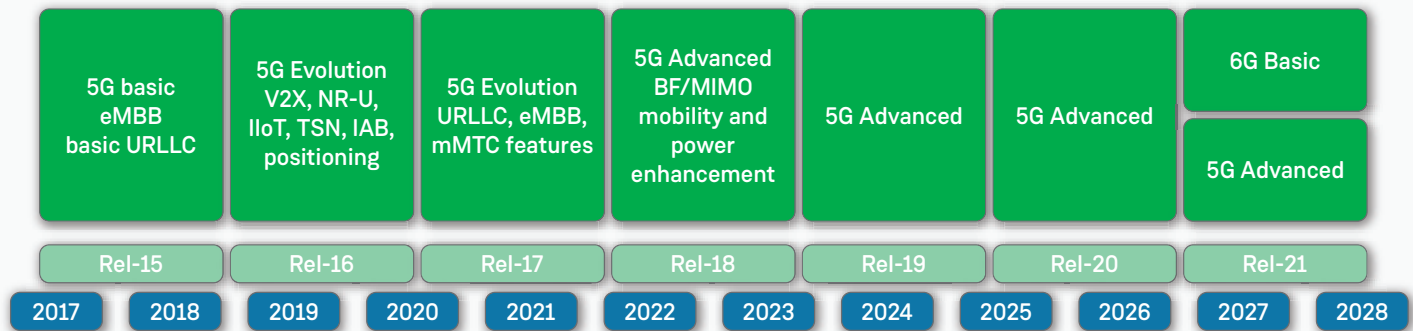 5G basic
eMBB
basic URLLC
5G Evolution
V2X, NR-U,
IIoT, TSN, IAB,
positioning
5G Evolution
URLLC, eMBB,
mMTC features
5G Advanced
BF/MIMO
mobility and
power
enhancement
5G Advanced
5G Advanced
6G Basic
5G Advanced
Rel-15
Rel-16
Rel-17
Rel-18
Rel-19
Rel-20
Rel-21
2017
2018
2019
2020
2021
2022
2023
2024
2025
2026
2027
2028